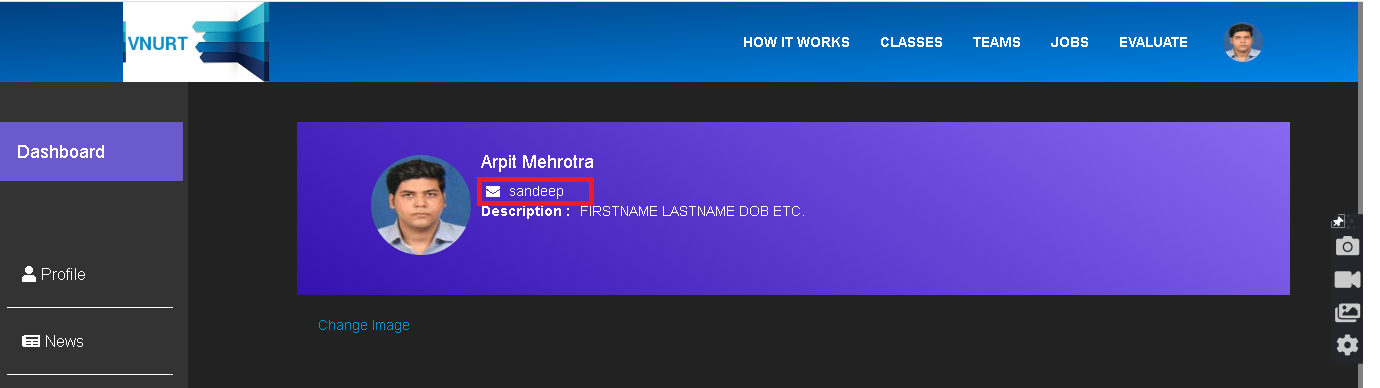 VNURT
HOW IT WORKS CLASSES TEAMS JOBS EVALUATE
Dashboard
Arpit Mehrotra
sandeep
Description : FIRSTNAME LASTNAME DOB ETC.
Profile
Change Image
News